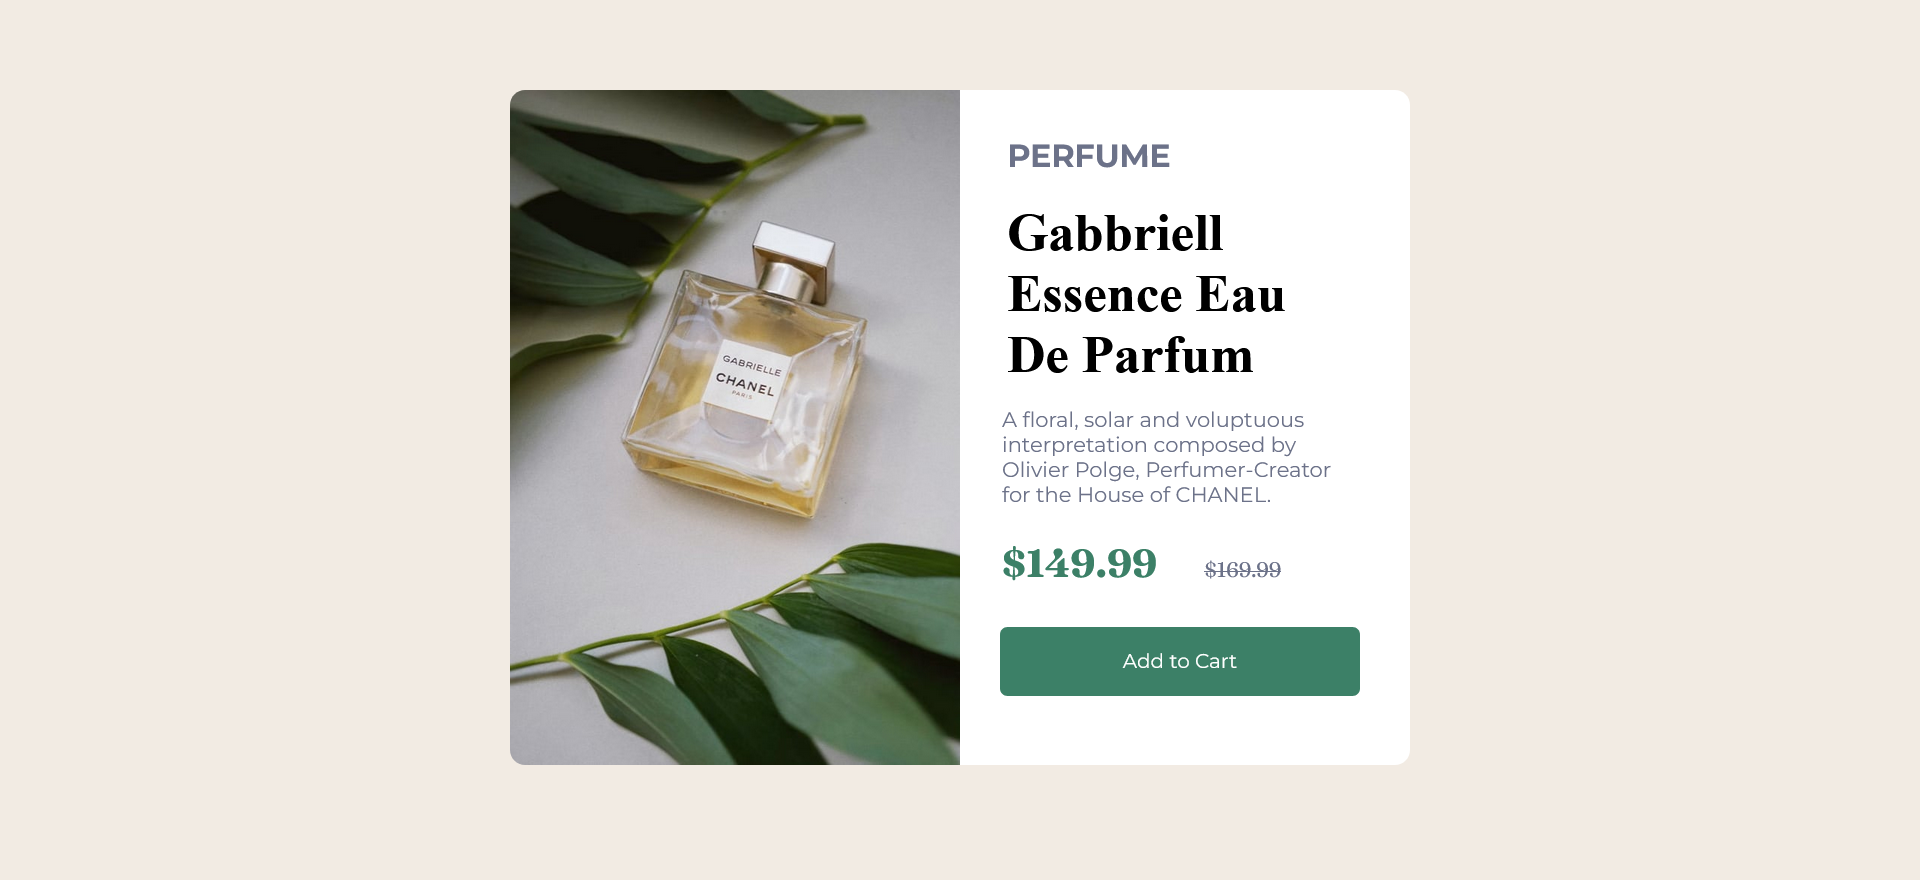 GABRIELLE
CHANEL
PARIS
PERFUME
Gabbriell
Essence Eau
De Parfum
A floral, solar and voluptuous
interpretation composed by
Olivier Polge, Perfumer-Creator
for the House of CHANEL.
$149.99 $169.99
Add to Cart